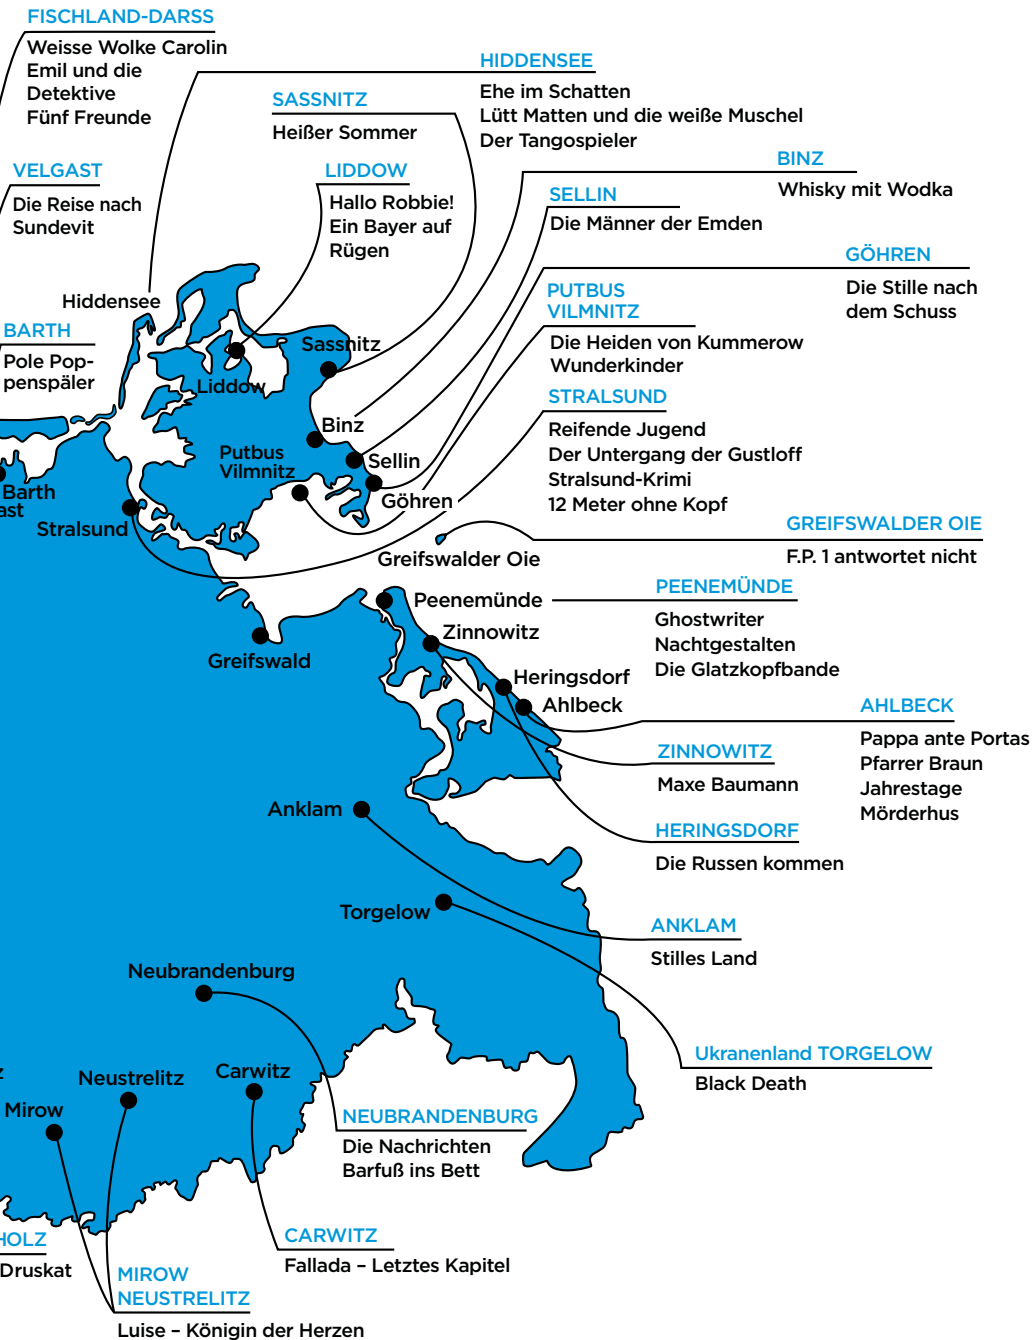 FISCHLAND-DARSS
Weisse Wolke Carolin
Emil und die
Detektive
Fünf Freunde
HIDDENSEE
Ehe im Schatten
Lütt Matten und die weiße Muschel
Der Tangospieler
SASSNITZ
Heißer Sommer
VELGAST
Die Reise nach
Sundevit
LIDDOW
Hallo Robbie!
Ein Bayer auf
Rügen
BINZ
Whisky mit Wodka
SELLIN
Die Männer der Emden
GÖHREN
Die Stille nach
dem Schuss
PUTBUS
VILMNITZ
Die Heiden von Kummerow
Wunderkinder
BARTH
Pole Pop-
penspäler
STRALSUND
Reifende Jugend
Der Untergang der Gustloff
Stralsund-Krimi
12 Meter ohne Kopf
GREIFSWALDER OIE
F.P. 1 antwortet nicht
PEENEMÜNDE
Ghostwriter
Nachtgestalten
Die Glatzkopfbande
AHLBECK
Pappa ante Portas
Pfarrer Braun
Jahrestage
Mörderhus
ZINNOWITZ
Maxe Baumann
HERINGSDORF
Die Russen kommen
ANKLAM
Stilles Land
Ukranenland TORGELOW
Black Death
NEUBRANDENBURG
Die Nachrichten
Barfuß ins Bett
CARWITZ
Fallada – Letztes Kapitel
HOLZ
Druskat
MIROW
NEUSTRELITZ
Luise – Königin der Herzen
Hiddensee
Sassnitz
Liddow
Binz
Putbus
Vilmnitz
Sellin
Göhren
Barth
ast
Stralsund
Greifswalder Oie
Peenemünde
Zinnowitz
Greifswald
Heringsdorf
Ahlbeck
Anklam
Torgelow
Neubrandenburg
z
Neustrelitz
Carwitz
Mirow